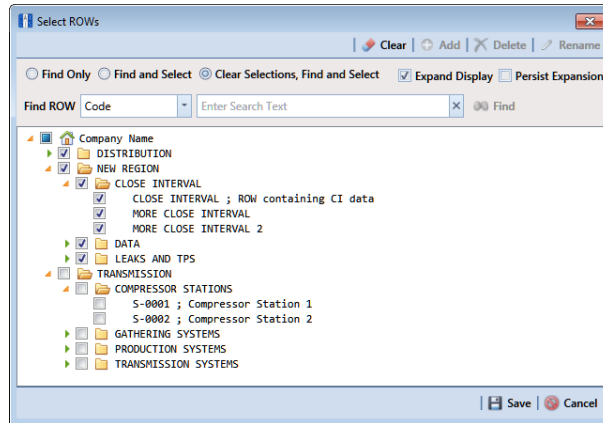 Select ROWs
Clear Add Delete Rename
Find Only Find and Select Clear Selections, Find and Select Expand Display Persist Expansion
Find ROW Code Enter Search Text Find
Company Name
DISTRIBUTION
NEW REGION
CLOSE INTERVAL
CLOSE INTERVAL ; ROW containing CI data
MORE CLOSE INTERVAL
MORE CLOSE INTERVAL 2
DATA
LEAKS AND TPS
TRANSMISSION
COMPRESSOR STATIONS
S-0001 ; Compressor Station 1
S-0002 ; Compressor Station 2
GATHERING SYSTEMS
PRODUCTION SYSTEMS
TRANSMISSION SYSTEMS
Save Cancel